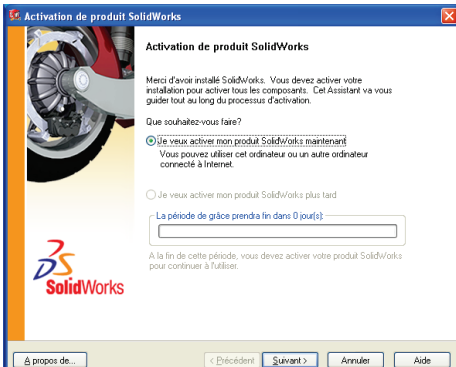 Activation de produit SolidWorks
Activation de produit SolidWorks
Merci d'avoir installé SolidWorks. Vous devez activer votre
installation pour activer tous les composants. Cet Assistant va vous
guider tout au long du processus d'activation.
Que souhaitez-vous faire?
Je veux activer mon produit SolidWorks maintenant
Vous pouvez utiliser cet ordinateur ou un autre ordinateur
connecté à Internet.
Je veux activer mon produit SolidWorks plus tard
La période de grâce prendra fin dans 0 jour(s):
A la fin de cette période, vous devez activer votre produit SolidWorks
pour continuer à l'utiliser.
SolidWorks
A propos de... < Précédent Suivant > Annuler Aide